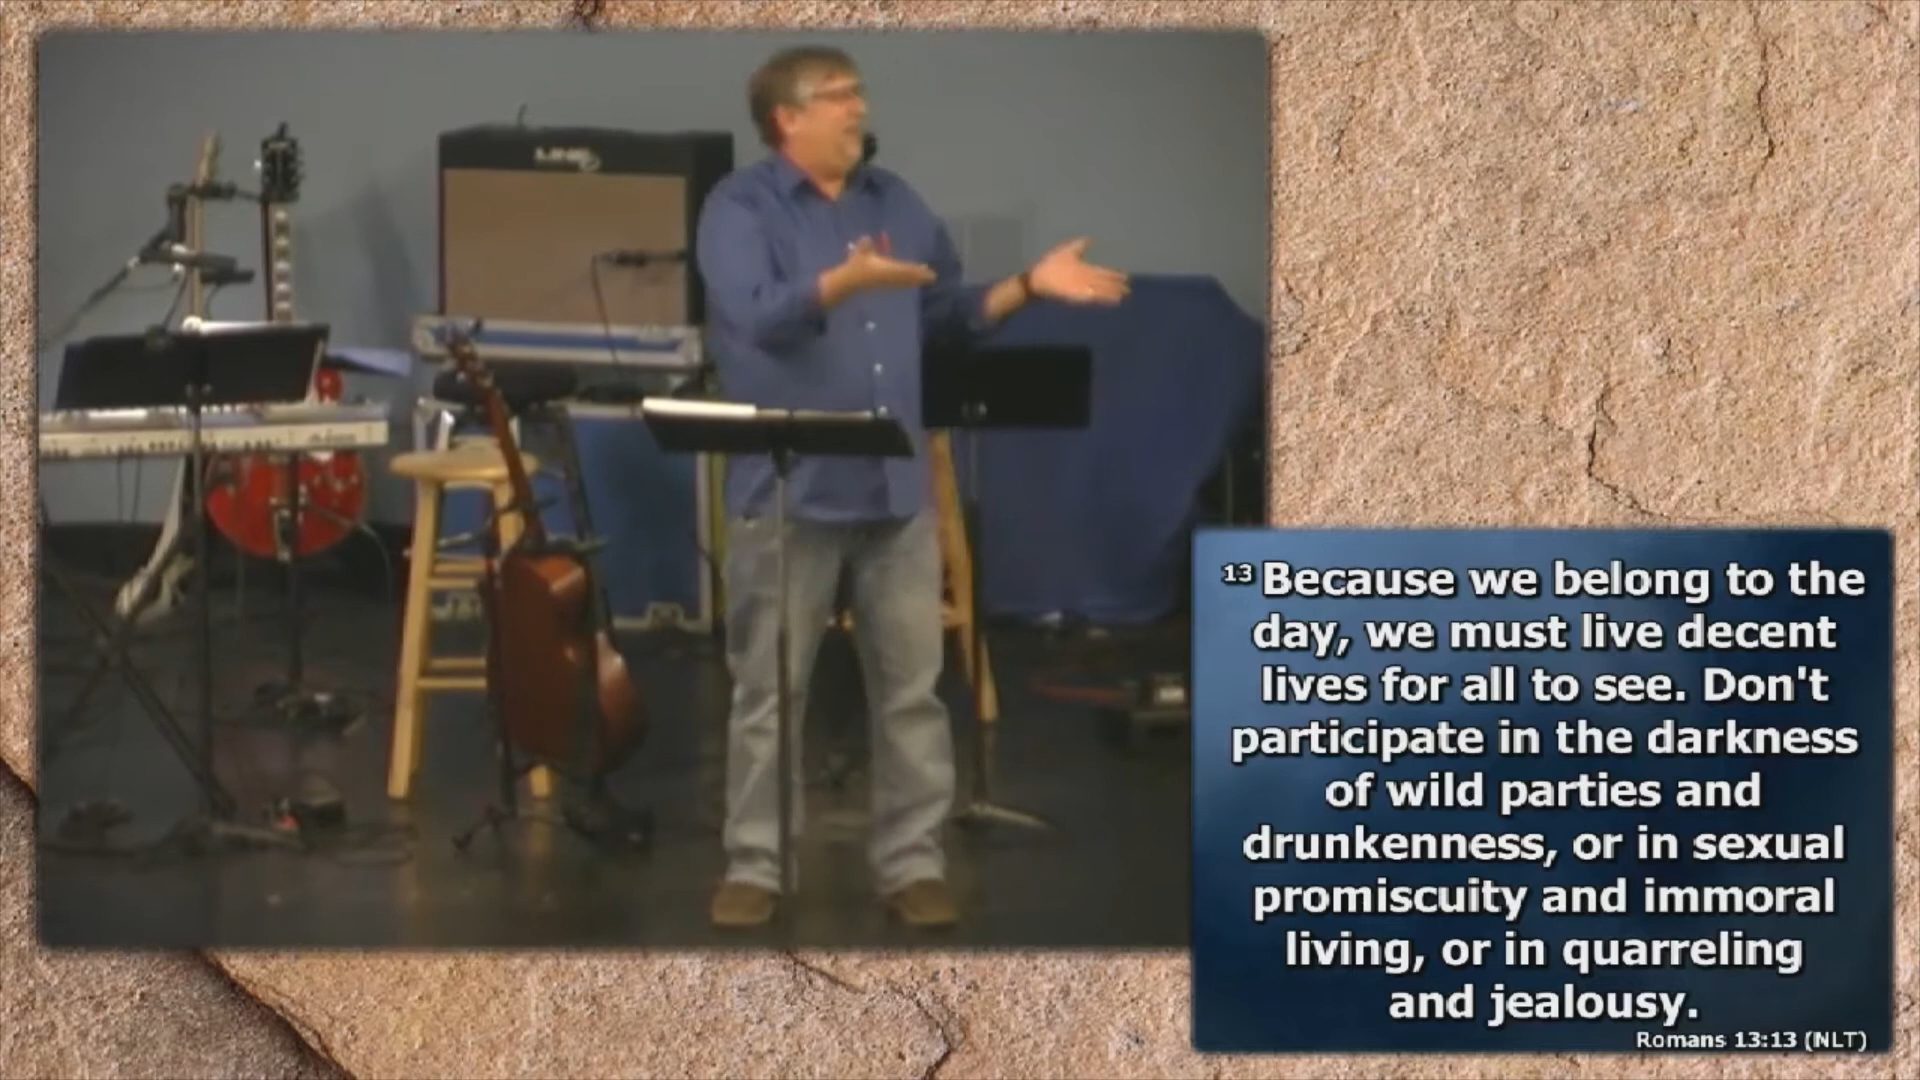 LINE 6
13 Because we belong to the
day, we must live decent
lives for all to see. Don't
participate in the darkness
of wild parties and
drunkenness, or in sexual
promiscuity and immoral
living, or in quarreling
and jealousy.
Romans 13:13 (NLT)